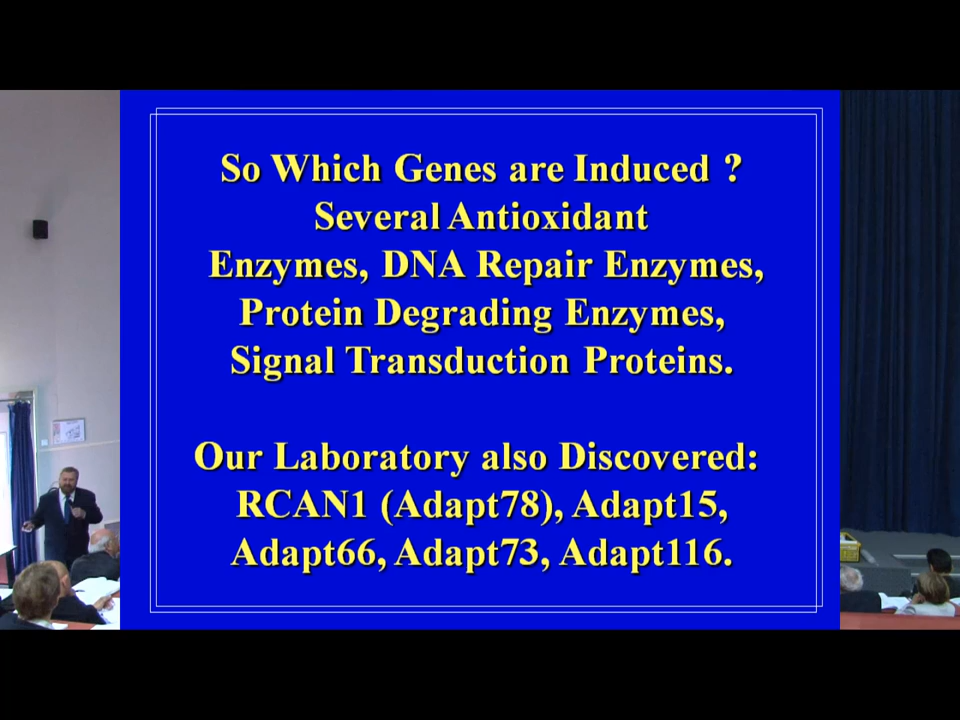 So Which Genes are Induced ?
Several Antioxidant
Enzymes, DNA Repair Enzymes,
Protein Degrading Enzymes,
Signal Transduction Proteins.
Our Laboratory also Discovered:
RCAN1 (Adapt78), Adapt15,
Adapt66, Adapt73, Adapt116.